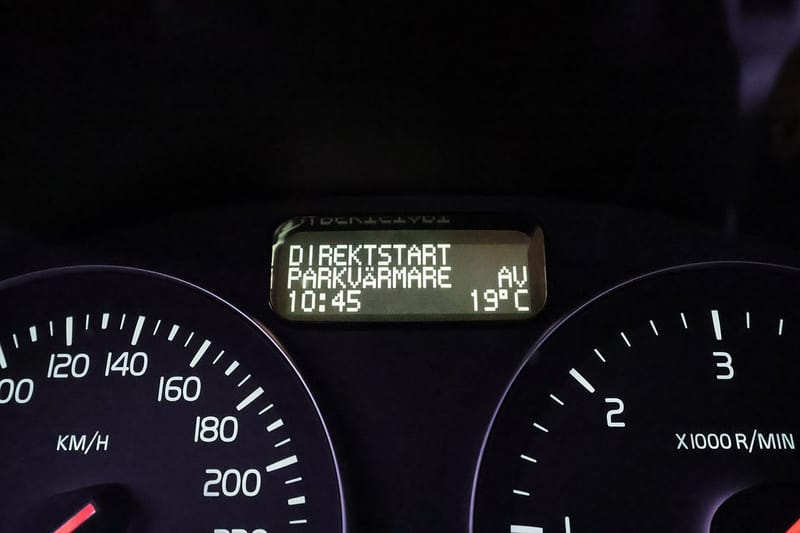 DIREKTSTART
PARKVÄRMARE AV
10:45 19°C
120 140 160 180 200
KM/H
2 3
X1000 R/MIN